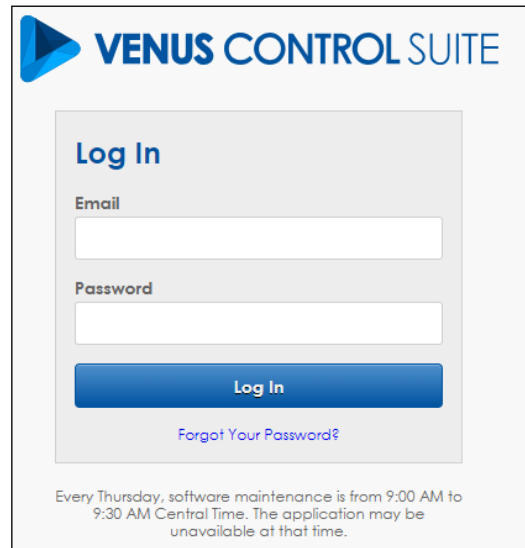 VENUS CONTROL SUITE
Log In
Email
Password
Log In
Forgot Your Password?
Every Thursday, software maintenance is from 9:00 AM to
9:30 AM Central Time. The application may be
unavailable at that time.